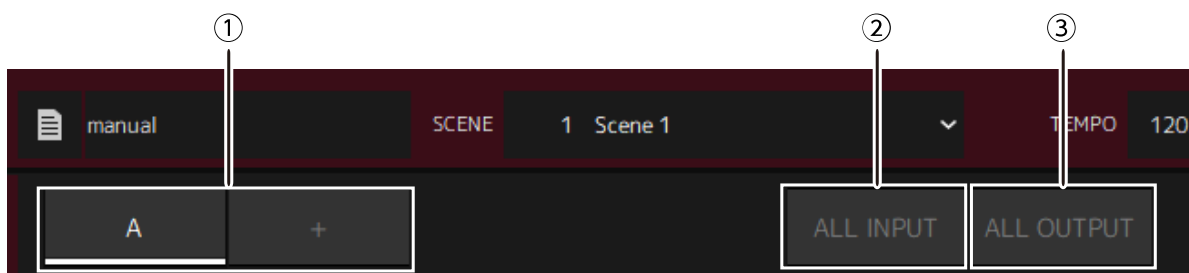 ① ② ③
manual SCENE 1 Scene 1 TEMPO 120
A + ALL INPUT ALL OUTPUT